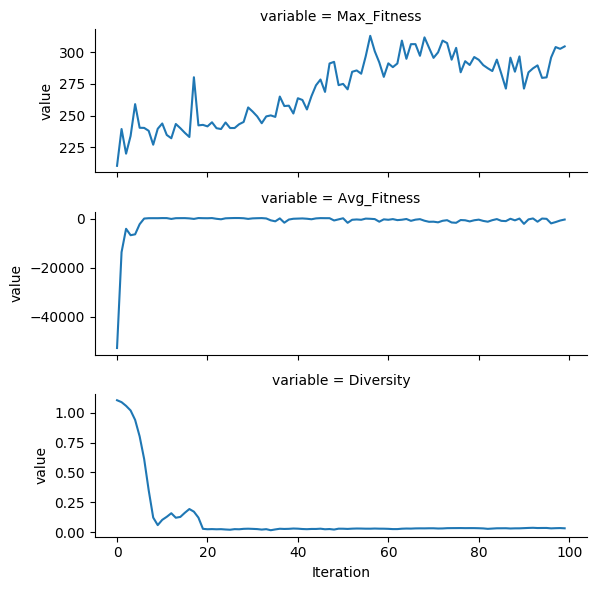 variable = Max_Fitness
300
275
250
225
value
variable = Avg_Fitness
0
−20000
−40000
value
variable = Diversity
1.00
0.75
0.50
0.25
0.00
value
0 20 40 60 80 100
Iteration